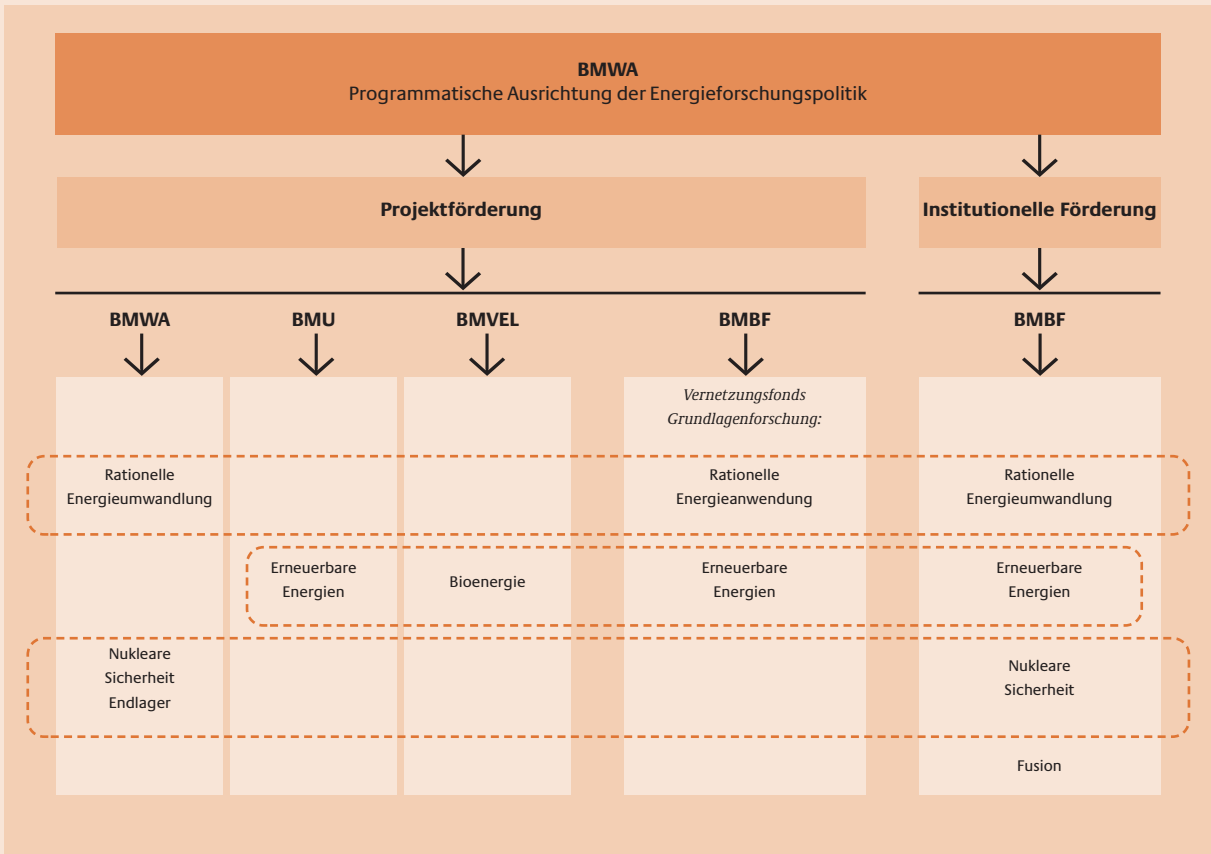 BMWA
Programmatische Ausrichtung der Energieforschungspolitik
Projektförderung
Institutionelle Förderung
BMWA
BMU
BMVEL
BMBF
BMBF
Vernetzungsfonds
Grundlagenforschung:
Rationelle
Energieumwandlung
Rationelle
Energieanwendung
Rationelle
Energieumwandlung
Erneuerbare
Energien
Bioenergie
Erneuerbare
Energien
Erneuerbare
Energien
Nukleare
Sicherheit
Endlager
Nukleare
Sicherheit
Fusion